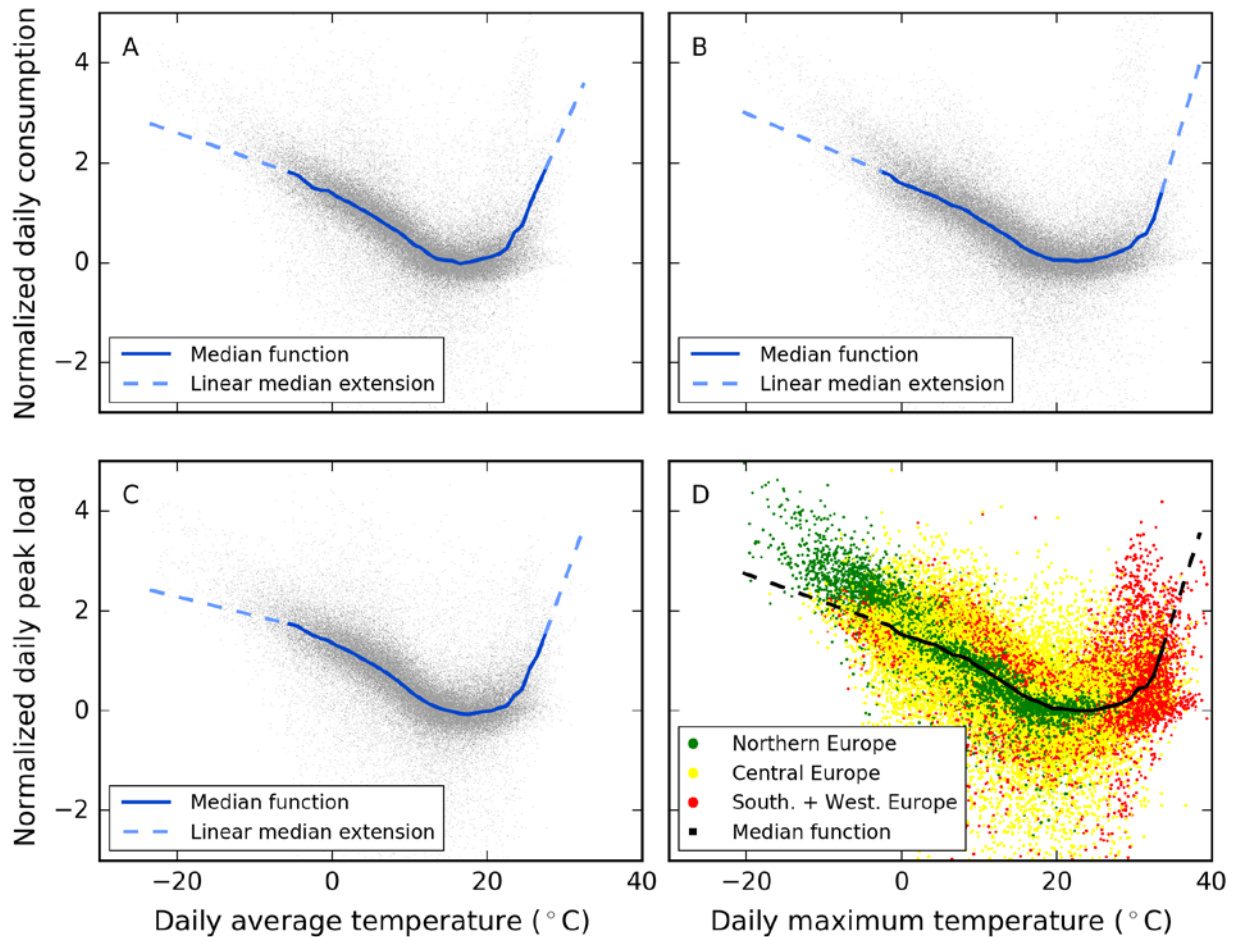 Normalized daily consumption
4
2
0
−2
A
Median function
Linear median extension
B
Median function
Linear median extension
Normalized daily peak load
4
2
0
−2
C
Median function
Linear median extension
D
Northern Europe
Central Europe
South. + West. Europe
Median function
−20 0 20 40
−20 0 20 40
Daily average temperature (°C)
Daily maximum temperature (°C)